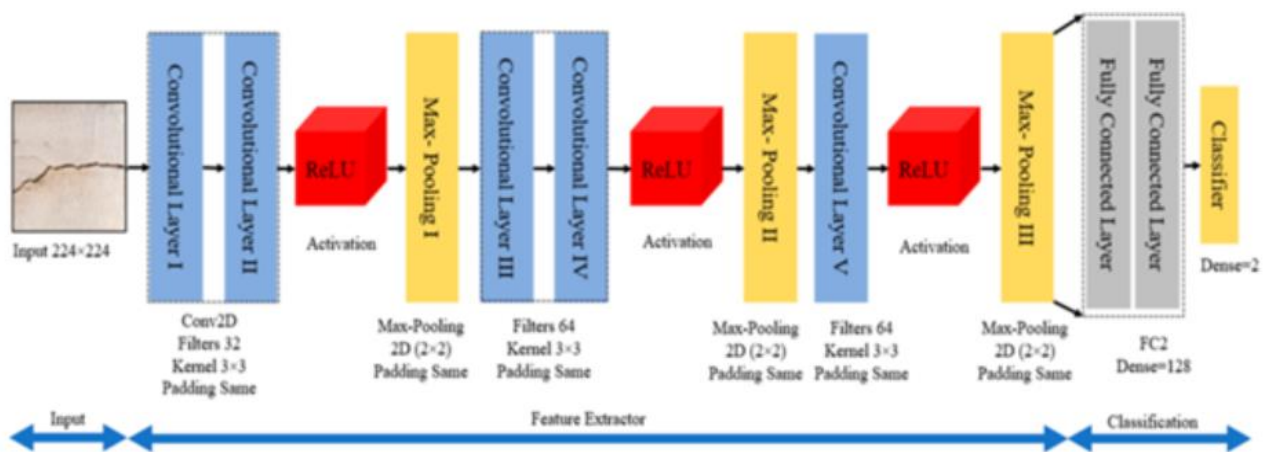 Input 224×224
Convolutional Layer I
Convolutional Layer II
Conv2D
Filters 32
Kernel 3×3
Padding Same
ReLU
Activation
Max- Pooling I
Max-Pooling
2D (2×2)
Padding Same
Convolutional Layer III
Convolutional Layer IV
Filters 64
Kernel 3×3
Padding Same
ReLU
Activation
Max- Pooling II
Max-Pooling
2D (2×2)
Padding Same
Convolutional Layer V
Filters 64
Kernel 3×3
Padding Same
ReLU
Activation
Max- Pooling III
Max-Pooling
2D (2×2)
Padding Same
Fully Connected Layer
Fully Connected Layer
FC2
Dense=128
Classifier
Dense=2
Input
Feature Extractor
Classification